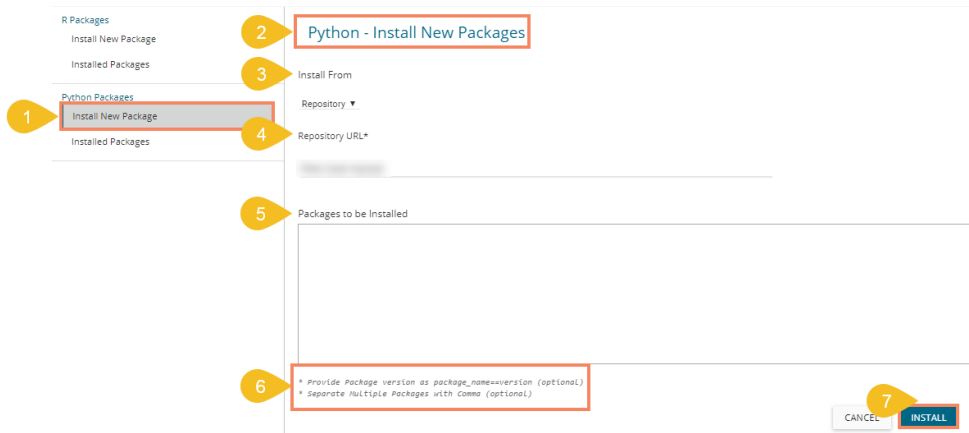 R Packages
Install New Package
Installed Packages
Python Packages
1
Install New Package
Installed Packages
2
Python - Install New Packages
3
Install From
Repository ▼
4
Repository URL*
5
Packages to be Installed
6
* Provide Package version as package_name==version (optional)
* Separate Multiple Packages with Comma (optional)
7
CANCEL
INSTALL